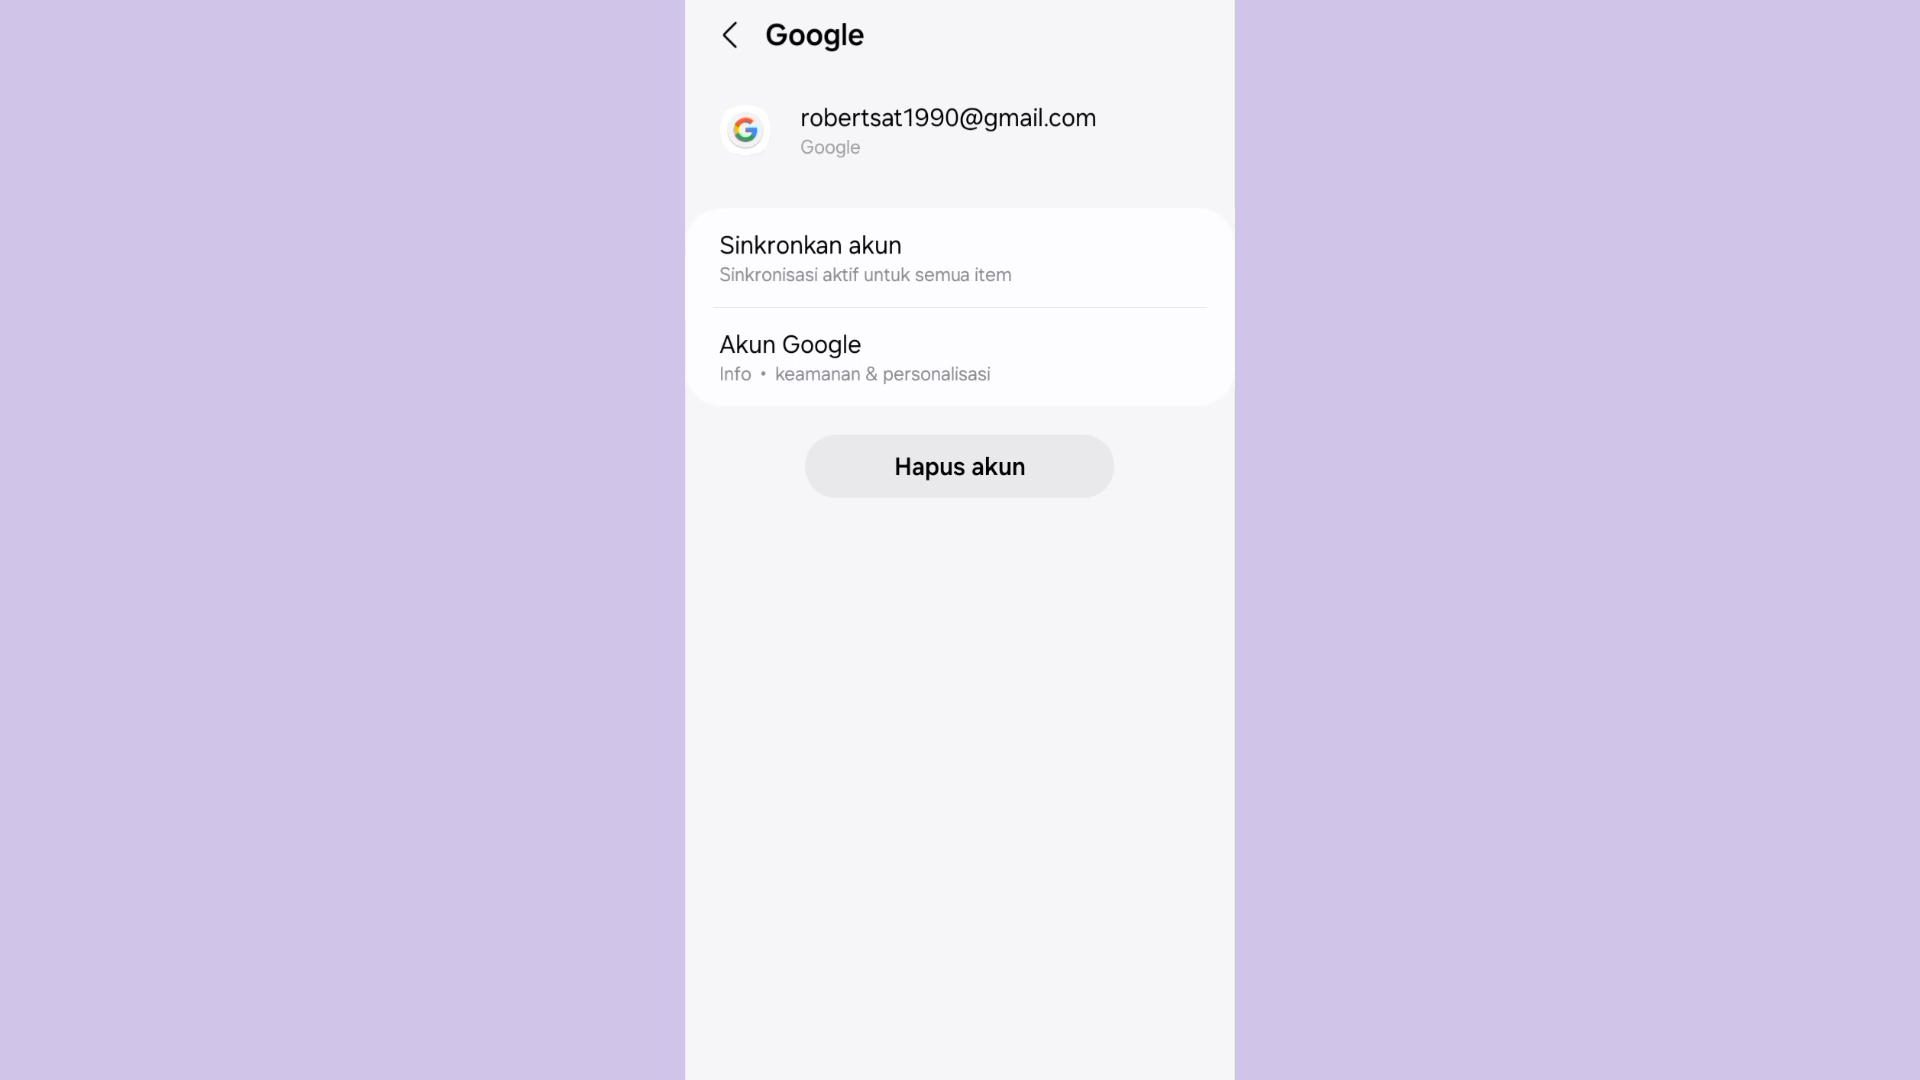 Google
robertsat1990@gmail.com
Google
Sinkronkan akun
Sinkronisasi aktif untuk semua item
Akun Google
Info • keamanan & personalisasi
Hapus akun